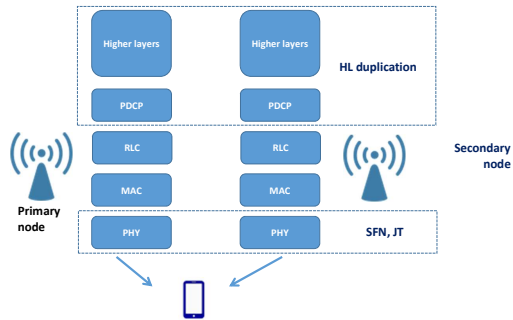 Higher layers
Higher layers
HL duplication
PDCP
PDCP
RLC
RLC
Secondary
node
MAC
MAC
Primary
node
PHY
PHY
SFN, JT